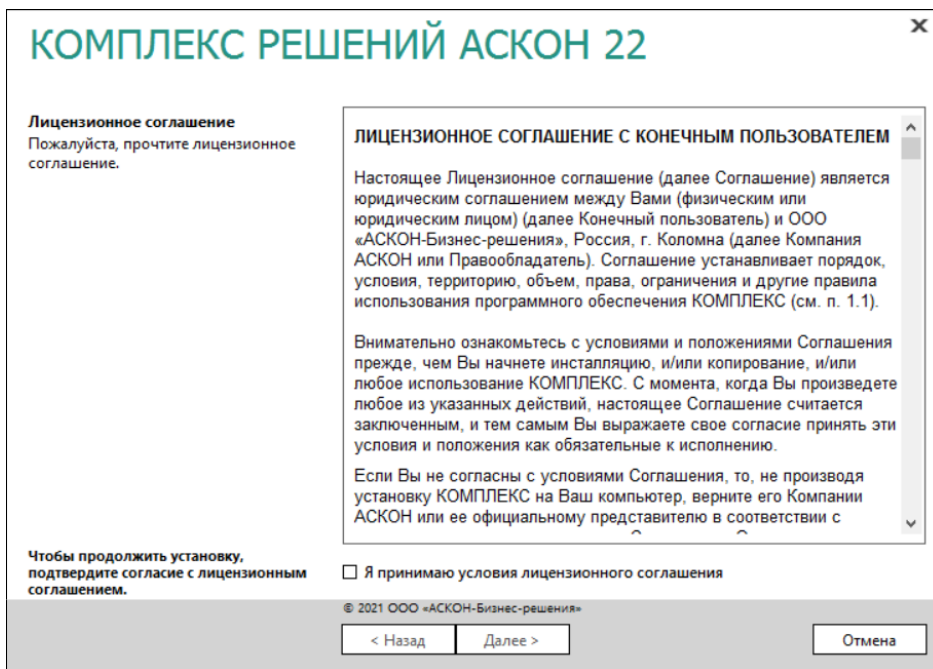 КОМПЛЕКС РЕШЕНИЙ АСКОН 22
Лицензионное соглашение
Пожалуйста, прочтите лицензионное
соглашение.
ЛИЦЕНЗИОННОЕ СОГЛАШЕНИЕ С КОНЕЧНЫМ ПОЛЬЗОВАТЕЛЕМ
Настоящее Лицензионное соглашение (далее Соглашение) является
юридическим соглашением между Вами (физическим или
юридическим лицом) (далее Конечный пользователь) и ООО
«АСКОН-Бизнес-решения», Россия, г. Коломна (далее Компания
АСКОН или Правообладатель). Соглашение устанавливает порядок,
условия, территорию, объем, права, ограничения и другие правила
использования программного обеспечения КОМПЛЕКС (см. п. 1.1).
Внимательно ознакомьтесь с условиями и положениями Соглашения
прежде, чем Вы начнете инсталляцию, и/или копирование, и/или
любое использование КОМПЛЕКС. С момента, когда Вы произведете
любое из указанных действий, настоящее Соглашение считается
заключенным, и тем самым Вы выражаете свое согласие принять эти
условия и положения как обязательные к исполнению.
Если Вы не согласны с условиями Соглашения, то, не производя
установку КОМПЛЕКС на Ваш компьютер, верните его Компании
АСКОН или ее официальному представителю в соответствии с
Чтобы продолжить установку,
подтвердите согласие с лицензионным
соглашением.
Я принимаю условия лицензионного соглашения
© 2021 ООО «АСКОН-Бизнес-решения»
< Назад
Далее >
Отмена